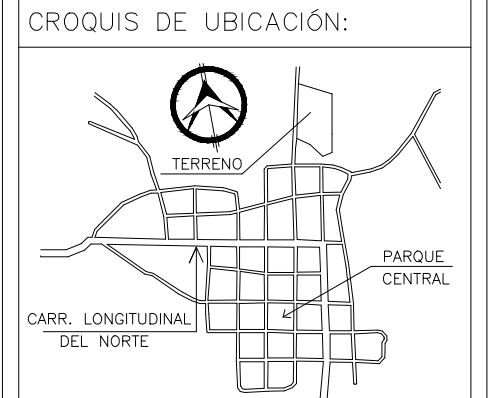 CROQUIS DE UBICACIÓN:
TERRENO
PARQUE
CENTRAL
CARR. LONGITUDINAL
DEL NORTE